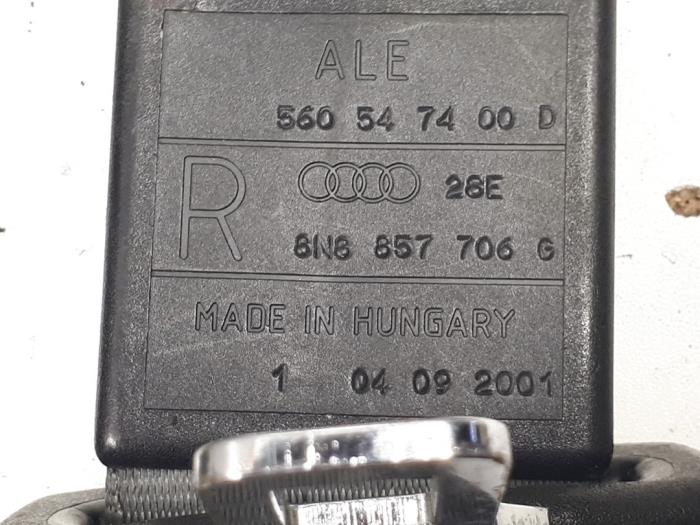 ALE
560 54 74 00 D
R 28E
8N8 857 706 G
MADE IN HUNGARY
1 04 09 2001